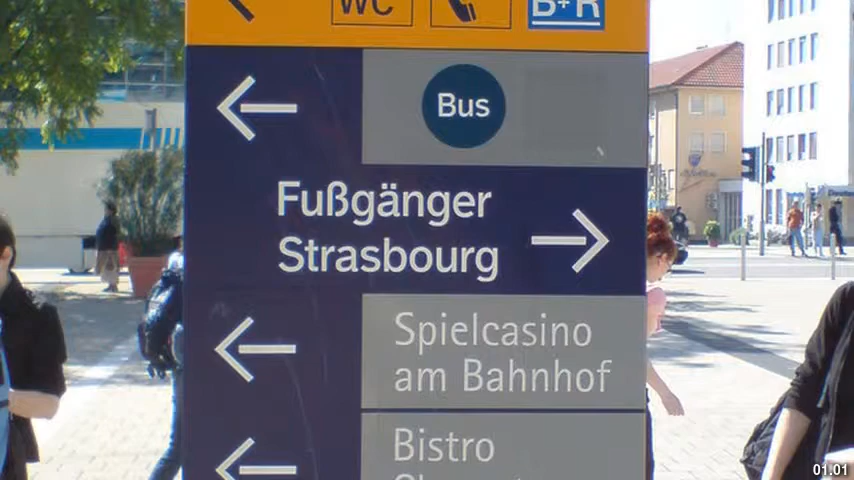 WC
B+R
Bus
Fußgänger
Strasbourg
Spielcasino
am Bahnhof
Bistro
01.01